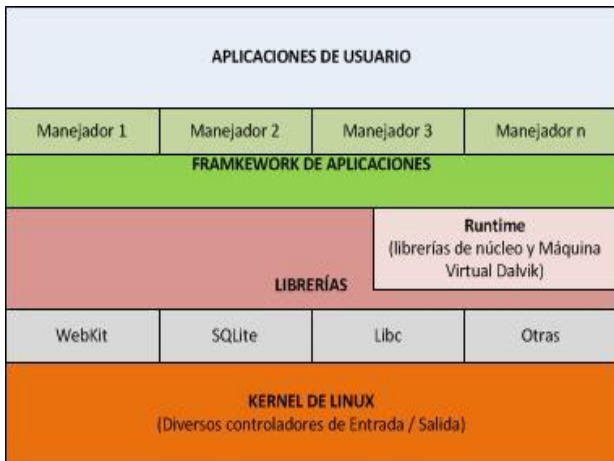 APLICACIONES DE USUARIO
Manejador 1
Manejador 2
Manejador 3
Manejador n
FRAMKEWORK DE APLICACIONES
Runtime
(librerías de núcleo y Máquina
Virtual Dalvik)
LIBRERÍAS
WebKit
SQLite
Libc
Otras
KERNEL DE LINUX
(Diversos controladores de Entrada / Salida)